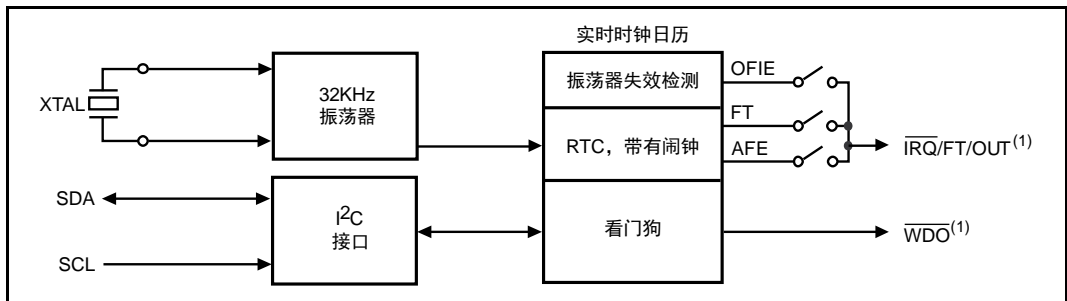 实时时钟日历
XTAL
32KHz
振荡器
振荡器失效检测
OFIE
RTC，带有闹钟
FT
AFE
IRQ/FT/OUT(1)
SDA
SCL
I2C
接口
看门狗
WDO(1)